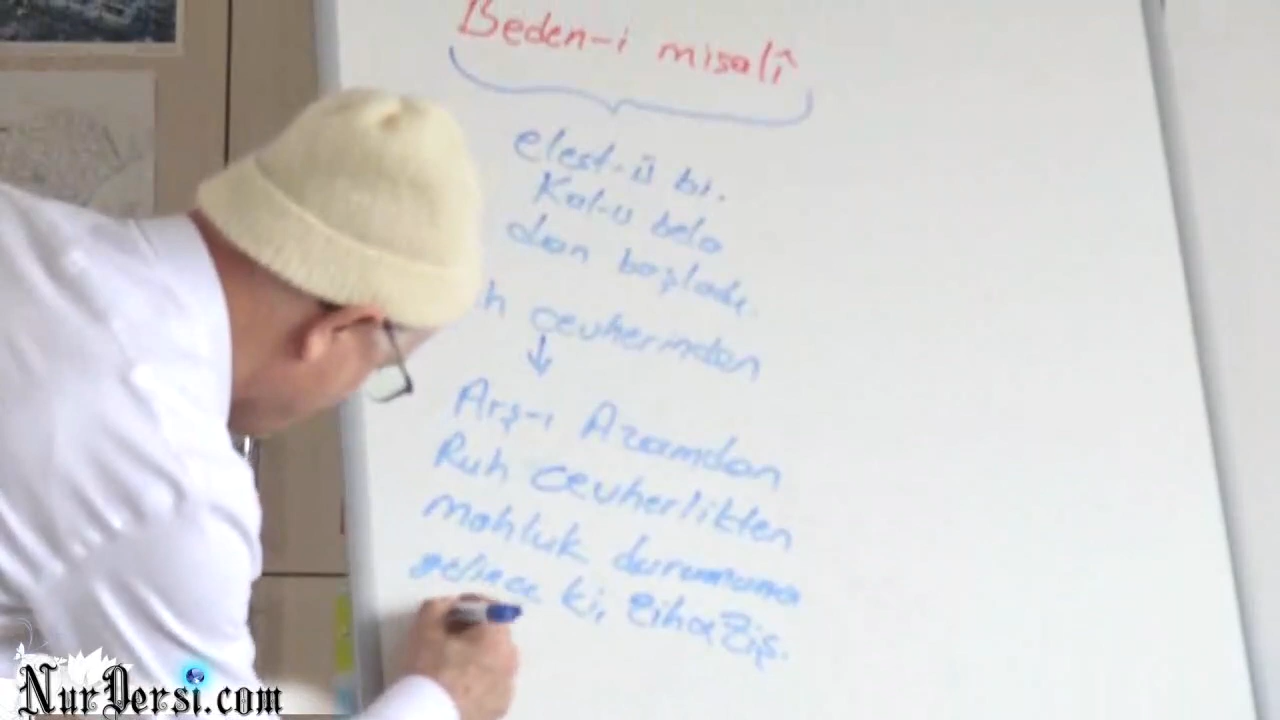 Beden-i misalî
elest-ü bi.
Kal-u bela
dan başladı.
h cevherinden
Arş-ı Azamdan
Ruh cevherlikten
mahluk durumuna
gelince ki,
NurDersi.com